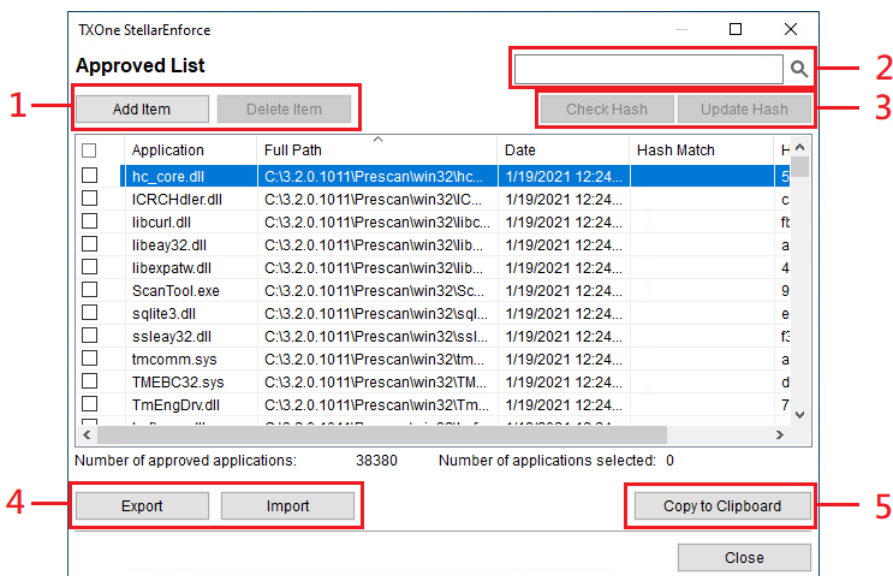 TXOne StellarEnforce
Approved List
2
1
Add Item Delete Item Check Hash Update Hash
3
Application Full Path Date Hash Match H
hc_core.dll C:\3.2.0.1011\Prescan\win32\hc... 1/19/2021 12:24... 5
ICRCHdler.dll C:\3.2.0.1011\Prescan\win32\IC... 1/19/2021 12:24... c
libcurl.dll C:\3.2.0.1011\Prescan\win32\libc... 1/19/2021 12:24... fb
libeay32.dll C:\3.2.0.1011\Prescan\win32\lib... 1/19/2021 12:24... a
libexpatw.dll C:\3.2.0.1011\Prescan\win32\lib... 1/19/2021 12:24... 4
ScanTool.exe C:\3.2.0.1011\Prescan\win32\Sc... 1/19/2021 12:24... 9
sqlite3.dll C:\3.2.0.1011\Prescan\win32\sql... 1/19/2021 12:24... e
ssleay32.dll C:\3.2.0.1011\Prescan\win32\ssl... 1/19/2021 12:24... f3
tmcomm.sys C:\3.2.0.1011\Prescan\win32\tm... 1/19/2021 12:24... a
TMEBC32.sys C:\3.2.0.1011\Prescan\win32\TM... 1/19/2021 12:24... d
TmEngDrv.dll C:\3.2.0.1011\Prescan\win32\Tm... 1/19/2021 12:24... 7
Number of approved applications: 38380 Number of applications selected: 0
4
Export Import Copy to Clipboard
5
Close